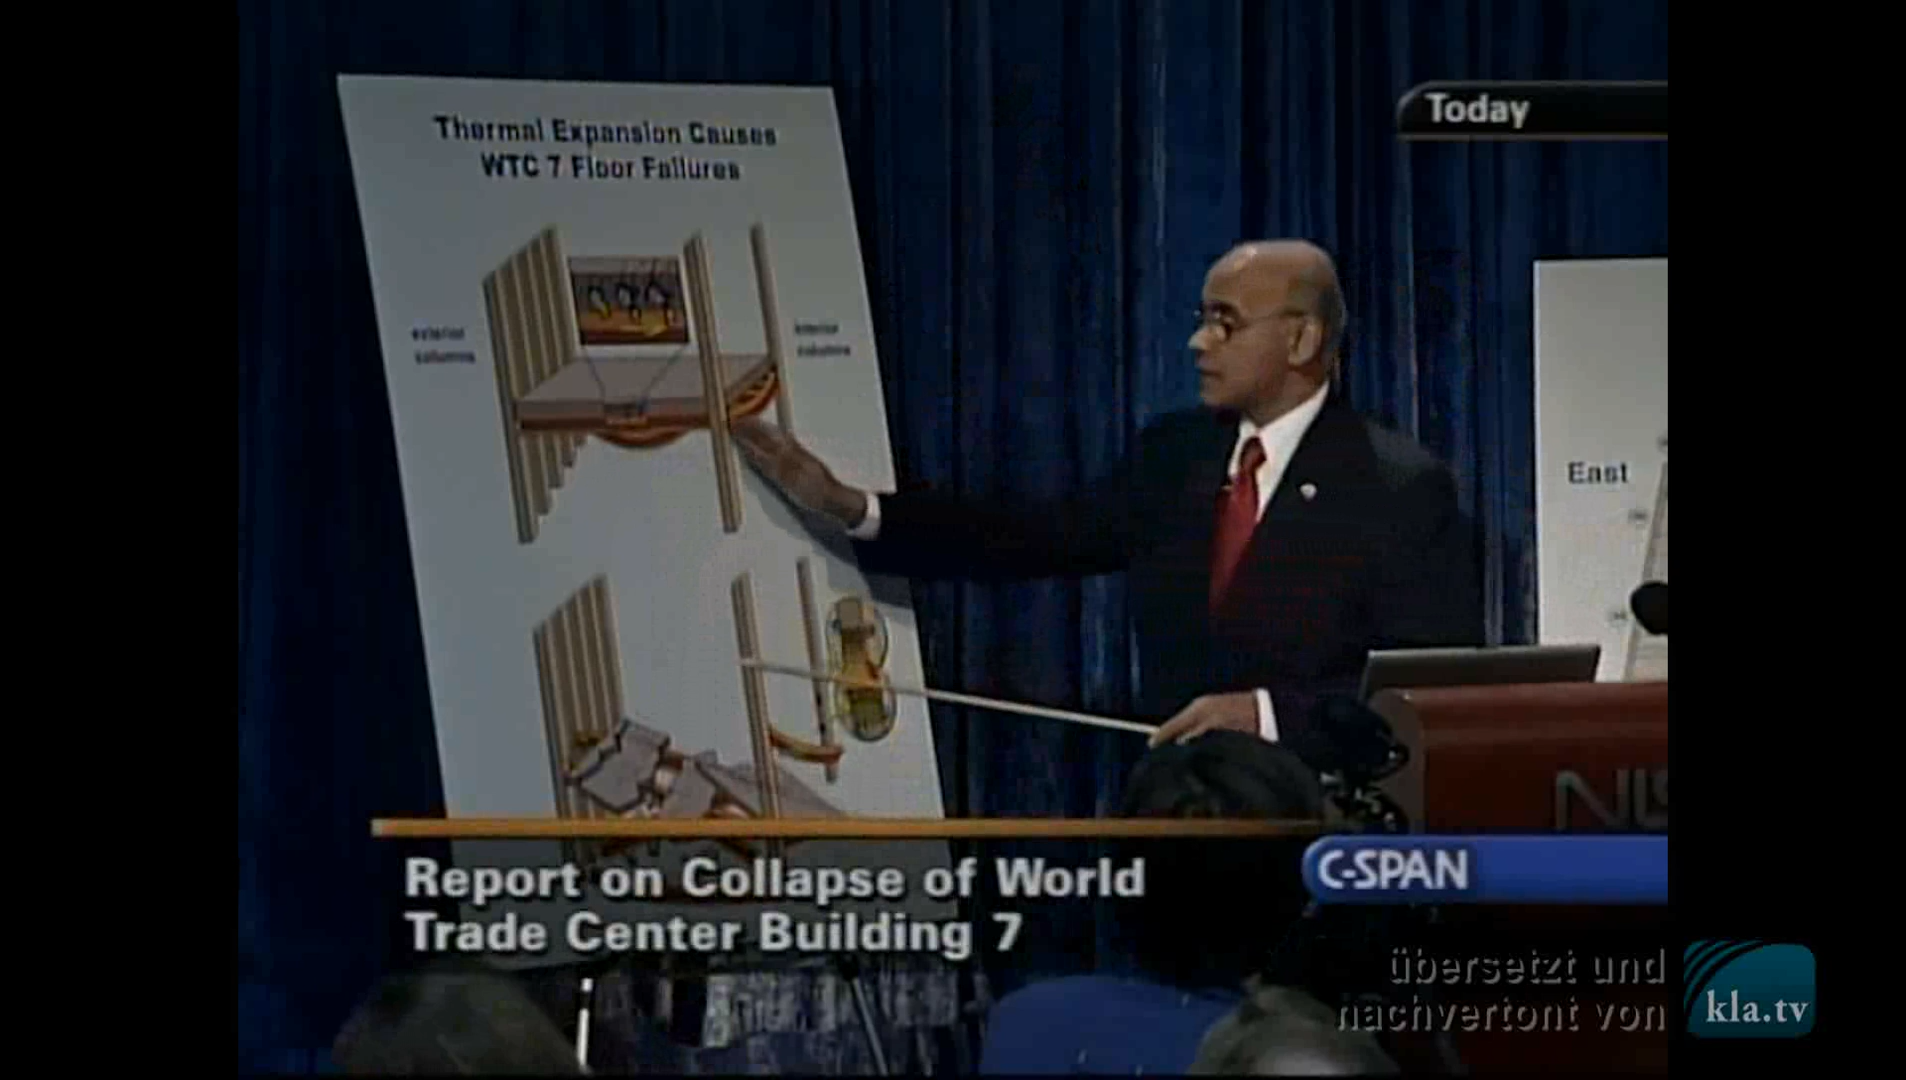 Today
Thermal Expansion Causes
WTC 7 Floor Failures
exterior
columns
interior
columns
East
NIS
Report on Collapse of World
Trade Center Building 7
C-SPAN
übersetzt und
nachvertont von
kla.tv